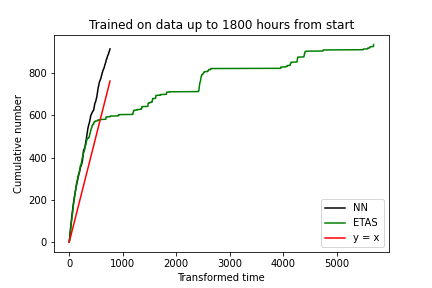 Trained on data up to 1800 hours from start
Cumulative number
800
600
400
200
0
0 1000 2000 3000 4000 5000
Transformed time
NN
ETAS
y = x